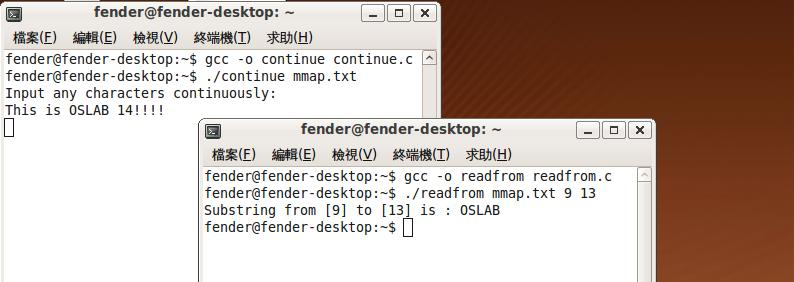 fender@fender-desktop: ~
檔案(F) 編輯(E) 檢視(V) 終端機(T) 求助(H)
fender@fender-desktop:~$ gcc -o continue continue.c
fender@fender-desktop:~$ ./continue mmap.txt
Input any characters continuously:
This is OSLAB 14!!!!
fender@fender-desktop: ~
檔案(F) 編輯(E) 檢視(V) 終端機(T) 求助(H)
fender@fender-desktop:~$ gcc -o readfrom readfrom.c
fender@fender-desktop:~$ ./readfrom mmap.txt 9 13
Substring from [9] to [13] is : OSLAB
fender@fender-desktop:~$